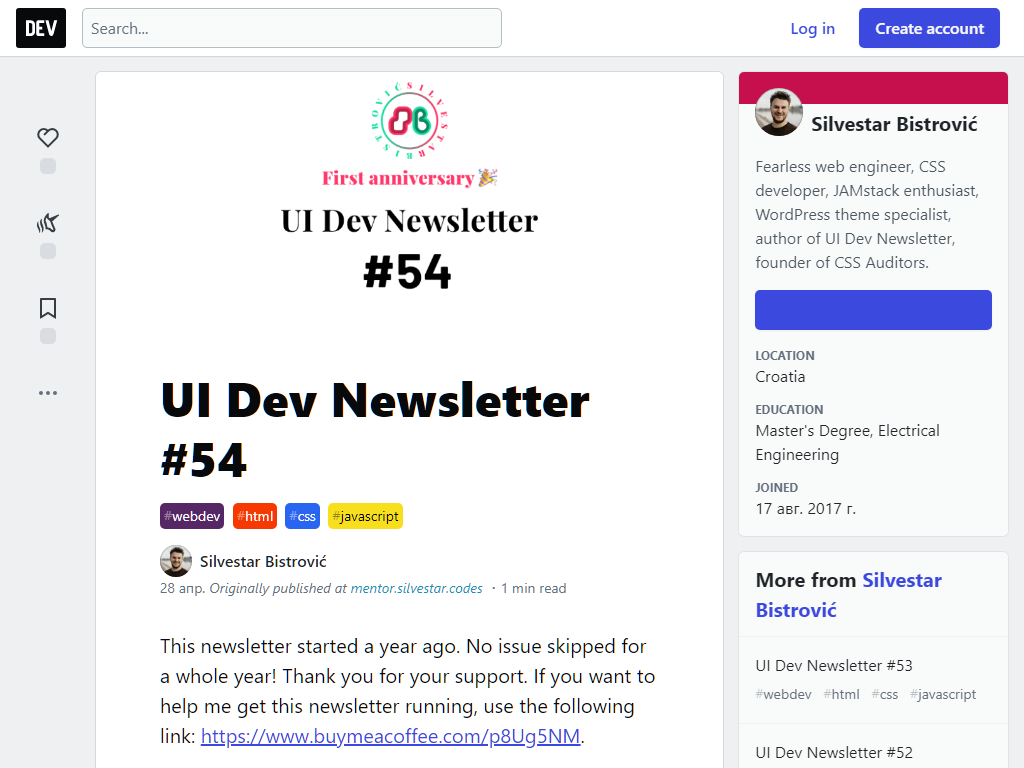 DEV
Search...
Log in
Create account
SILVESTARBISTROVIĆ
First anniversary 🎉
UI Dev Newsletter
#54
UI Dev Newsletter
#54
#webdev #html #css #javascript
Silvestar Bistrović
28 апр. Originally published at mentor.silvestar.codes ・1 min read
This newsletter started a year ago. No issue skipped for
a whole year! Thank you for your support. If you want to
help me get this newsletter running, use the following
link: https://www.buymeacoffee.com/p8Ug5NM.
Silvestar Bistrović
Fearless web engineer, CSS
developer, JAMstack enthusiast,
WordPress theme specialist,
author of UI Dev Newsletter,
founder of CSS Auditors.
LOCATION
Croatia
EDUCATION
Master's Degree, Electrical
Engineering
JOINED
17 авг. 2017 г.
More from Silvestar
Bistrović
UI Dev Newsletter #53
#webdev #html #css #javascript
UI Dev Newsletter #52